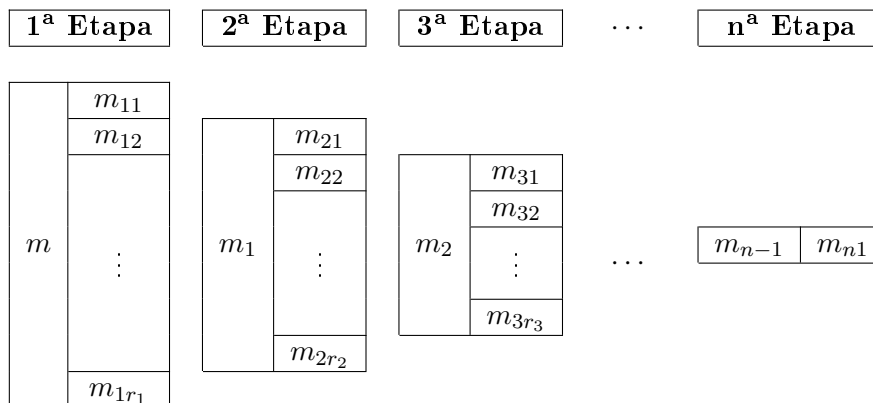 1ª Etapa 2ª Etapa 3ª Etapa ⋯ nª Etapa
m₁₁
m₁₂ m₂₁
m₂₂ m₃₁
m₃₂
m ⋮ m₁ ⋮ m₂ ⋮ ⋯ mₙ₋₁ mₙ₁
m₃ᵣ₃
m₂ᵣ₂
m₁ᵣ₁